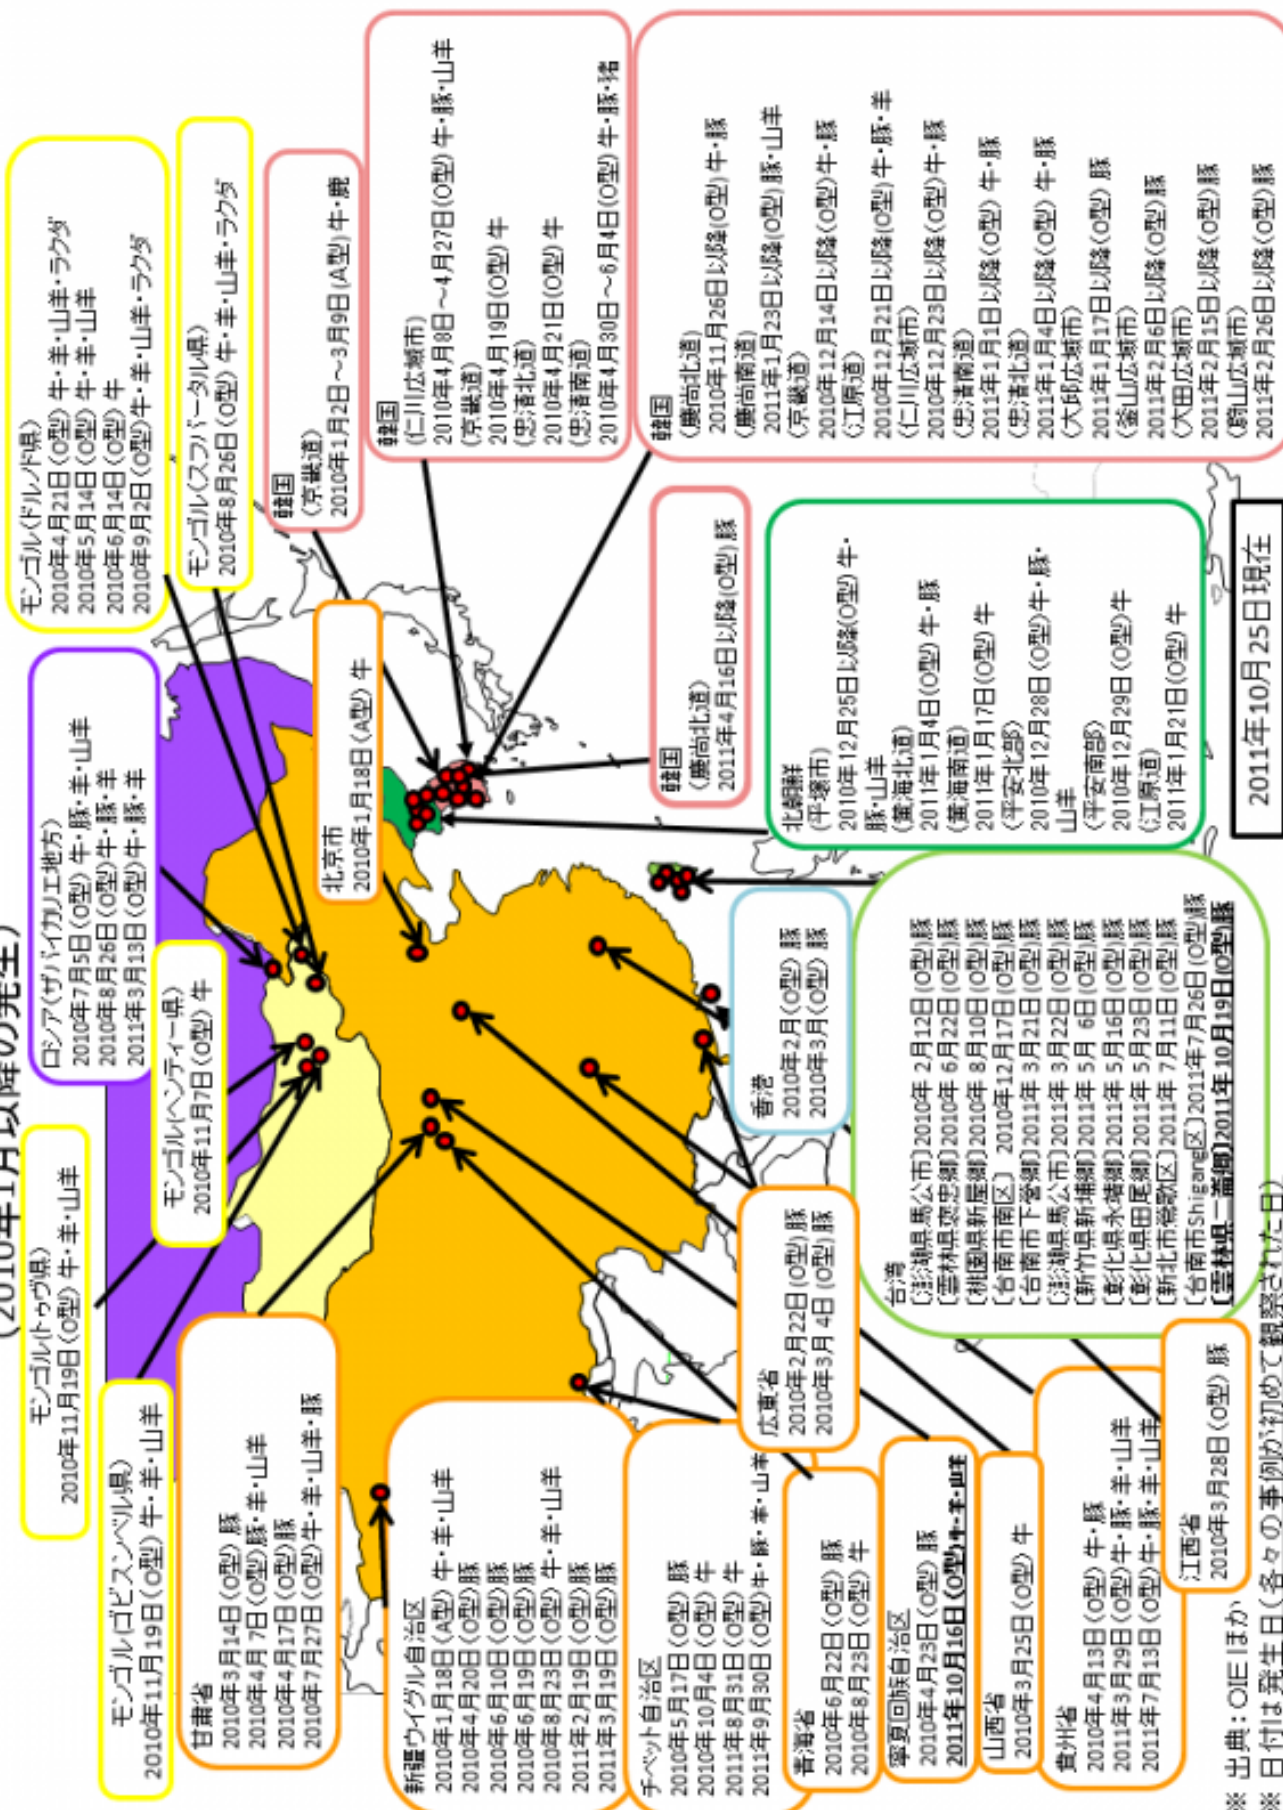 (2010年1月以降の発生)
モンゴル(ドルノド県)
2010年4月21日(O型)牛・羊・山羊・ラクダ
2010年5月14日(O型)牛・羊・山羊
2010年6月14日(O型)牛
2010年9月2日(O型)牛・羊・山羊・ラクダ
モンゴル(スフバータル県)
2010年8月26日(O型)牛・羊・山羊・ラクダ
ロシア(ザバイカリエ地方)
2010年7月5日(O型)牛・豚・羊・山羊
2010年8月26日(O型)牛・豚・羊
2011年3月13日(O型)牛・豚・羊
モンゴル(ヘンティー県)
2010年11月7日(O型)牛
モンゴル(トゥヴ県)
2010年11月19日(O型)牛・羊・山羊
モンゴル(ゴビスンベル県)
2010年11月19日(O型)牛・羊・山羊
韓国
(京畿道)
2010年1月2日~3月9日(A型)牛・鹿
韓国
(仁川広域市)
2010年4月8日~4月27日(O型)牛・豚・山羊
(京畿道)
2010年4月19日(O型)牛
(忠清北道)
2010年4月21日(O型)牛
(忠清南道)
2010年4月30日~6月4日(O型)牛・豚・猪
韓国
(慶尚北道)
2010年11月26日以降(O型)牛・豚
(慶尚南道)
2011年1月23日以降(O型)豚・山羊
(京畿道)
2010年12月14日以降(O型)牛・豚
(江原道)
2010年12月21日以降(O型)牛・豚・羊
(仁川広域市)
2010年12月23日以降(O型)牛・豚
(忠清南道)
2011年1月1日以降(O型)牛・豚
(忠清北道)
2011年1月4日以降(O型)牛・豚
(大邱広域市)
2011年1月17日以降(O型)豚
(釜山広域市)
2011年2月6日以降(O型)豚
(大田広域市)
2011年2月15日以降(O型)豚
(蔚山広域市)
2011年2月26日以降(O型)豚
北京市
2010年1月18日(A型)牛
韓国
(慶尚北道)
2011年4月16日以降(O型)豚
北朝鮮
(平壌市)
2010年12月25日以降(O型)牛・
豚・山羊
(黄海北道)
2011年1月4日(O型)牛・豚
(黄海南道)
2011年1月17日(O型)牛
(平安北部)
2010年12月28日(O型)牛・豚・
山羊
(平安南部)
2010年12月29日(O型)牛
(江原道)
2011年1月21日(O型)牛
甘粛省
2010年3月14日(O型)豚
2010年4月7日(O型)豚・羊・山羊
2010年4月17日(O型)豚
2010年7月27日(O型)牛・羊・山羊・豚
新疆ウイグル自治区
2010年1月18日(A型)牛・羊・山羊
2010年4月20日(O型)豚
2010年6月10日(O型)豚
2010年6月19日(O型)豚
2010年8月23日(O型)牛・羊・山羊
2011年2月19日(O型)豚
2011年3月19日(O型)豚
チベット自治区
2010年5月17日(O型)豚
2010年10月4日(O型)牛
2011年8月31日(O型)牛
2011年9月30日(O型)牛・豚・羊・山羊
青海省
2010年6月22日(O型)豚
2010年8月23日(O型)牛
寧夏回族自治区
2010年4月23日(O型)豚
2011年10月16日(O型)牛・羊・山羊
山西省
2010年3月25日(O型)牛
貴州省
2010年4月13日(O型)牛・豚
2011年3月29日(O型)牛・豚・羊・山羊
2011年7月13日(O型)牛・豚・羊・山羊
江西省
2010年3月28日(O型)豚
広東省
2010年2月22日(O型)豚
2010年3月4日(O型)豚
香港
2010年2月(O型)豚
2010年3月(O型)豚
台湾
[澎湖県馬公市]2010年2月12日(O型)豚
[雲林県褒忠郷]2010年6月22日(O型)豚
[桃園県新屋郷]2010年8月10日(O型)豚
[台南市南区]2010年12月17日(O型)豚
[台南市下営郷]2011年3月21日(O型)豚
[澎湖県馬公市]2011年3月22日(O型)豚
[新竹県新埔郷]2011年5月6日(O型)豚
[彰化県永靖郷]2011年5月16日(O型)豚
[彰化県田尾郷]2011年5月23日(O型)豚
[新北市鶯歌区]2011年7月11日(O型)豚
[台南市Shigang区]2011年7月26日(O型)豚
[雲林県二崙郷]2011年10月19日(O型)豚
2011年10月25日現在
※ 出典:OIEほか
※ 日付は発生日(各々の事例が初めて観察された日)